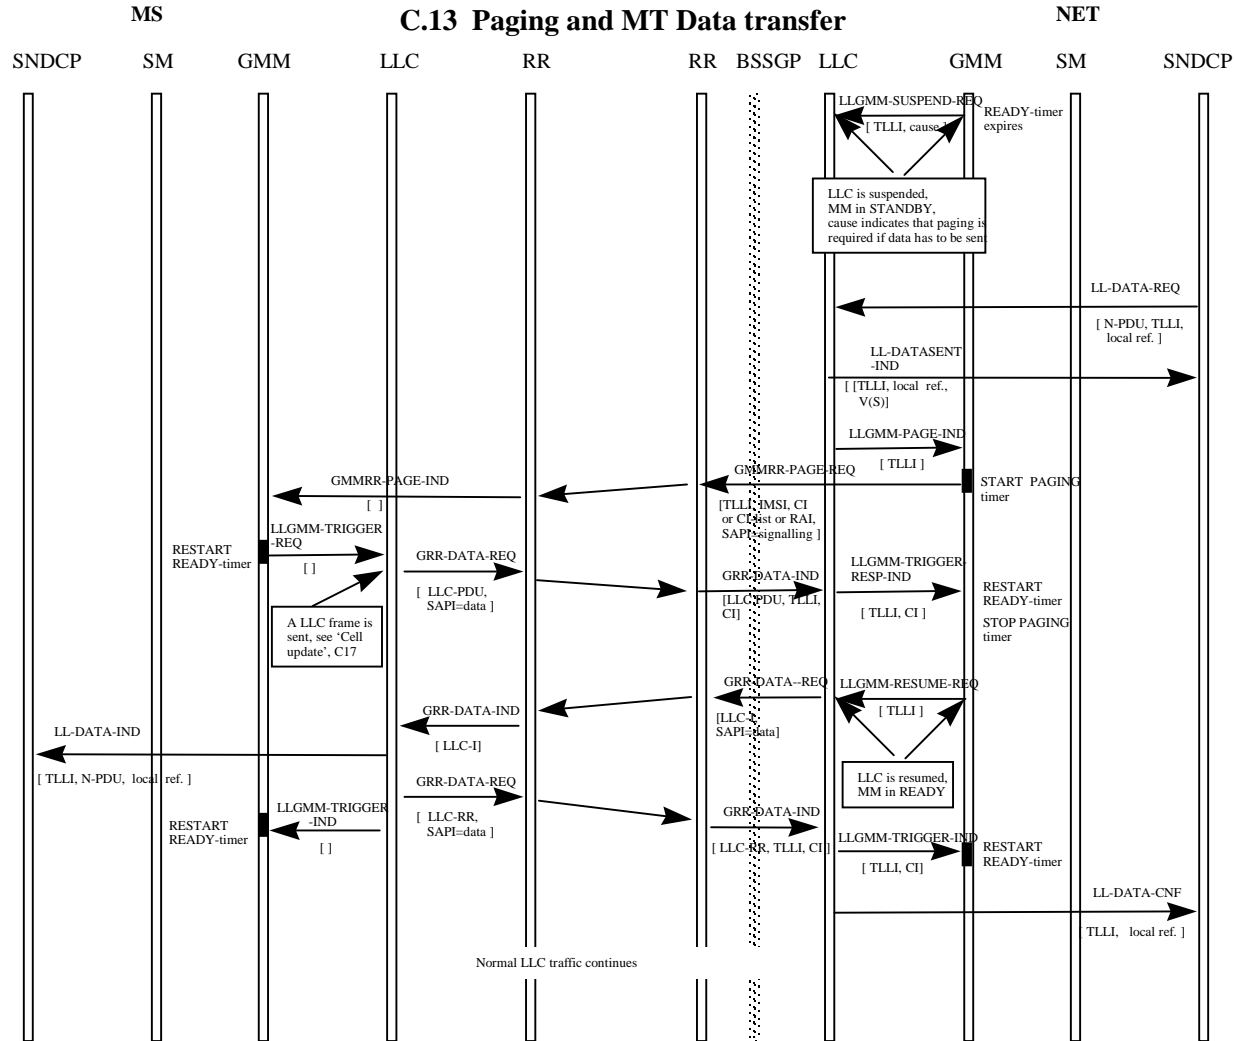 MS
C.13 Paging and MT Data transfer
NET
SNDCP SM GMM LLC RR RR BSSGP LLC GMM SM SNDCP
LLGMM-SUSPEND-REQ
[ TLLI, cause ]
READY-timer
expires
LLC is suspended,
MM in STANDBY,
cause indicates that paging is
required if data has to be sent
LL-DATA-REQ
[ N-PDU, TLLI,
local ref. ]
LL-DATASENT
-IND
[ [TLLI, local ref.,
V(S)]
LLGMM-PAGE-IND
[ TLLI ]
GMMRR-PAGE-REQ
[TLLI, IMSI, CI
or CI-list or RAI,
SAPI=signalling ]
START PAGING
timer
GMMRR-PAGE-IND
[ ]
LLGMM-TRIGGER
-REQ
[ ]
RESTART
READY-timer
GRR-DATA-REQ
[ LLC-PDU,
SAPI=data ]
GRR-DATA-IND
[LLC-PDU, TLLI,
CI]
LLGMM-TRIGGER-
RESP-IND
[ TLLI, CI ]
RESTART
READY-timer
STOP PAGING
timer
A LLC frame is
sent, see ‘Cell
update’, C17
LLGMM-RESUME-REQ
[ TLLI ]
GRR-DATA--REQ
[LLC-I,
SAPI=data]
GRR-DATA-IND
[ LLC-I]
LL-DATA-IND
[ TLLI, N-PDU, local ref. ]
LLC is resumed,
MM in READY
GRR-DATA-REQ
[ LLC-RR,
SAPI=data ]
LLGMM-TRIGGER
-IND
[ ]
RESTART
READY-timer
GRR-DATA-IND
[ LLC-RR, TLLI, CI ]
LLGMM-TRIGGER-IND
[ TLLI, CI]
RESTART
READY-timer
LL-DATA-CNF
[ TLLI, local ref. ]
Normal LLC traffic continues